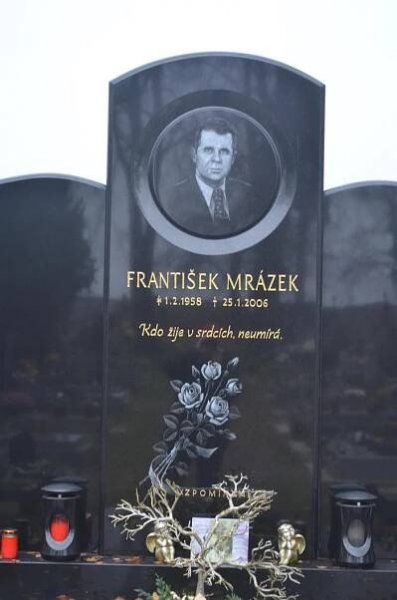 FRANTIŠEK MRÁZEK
* 1.2.1958 † 25.1.2006
Kdo žije v srdcích, neumírá.